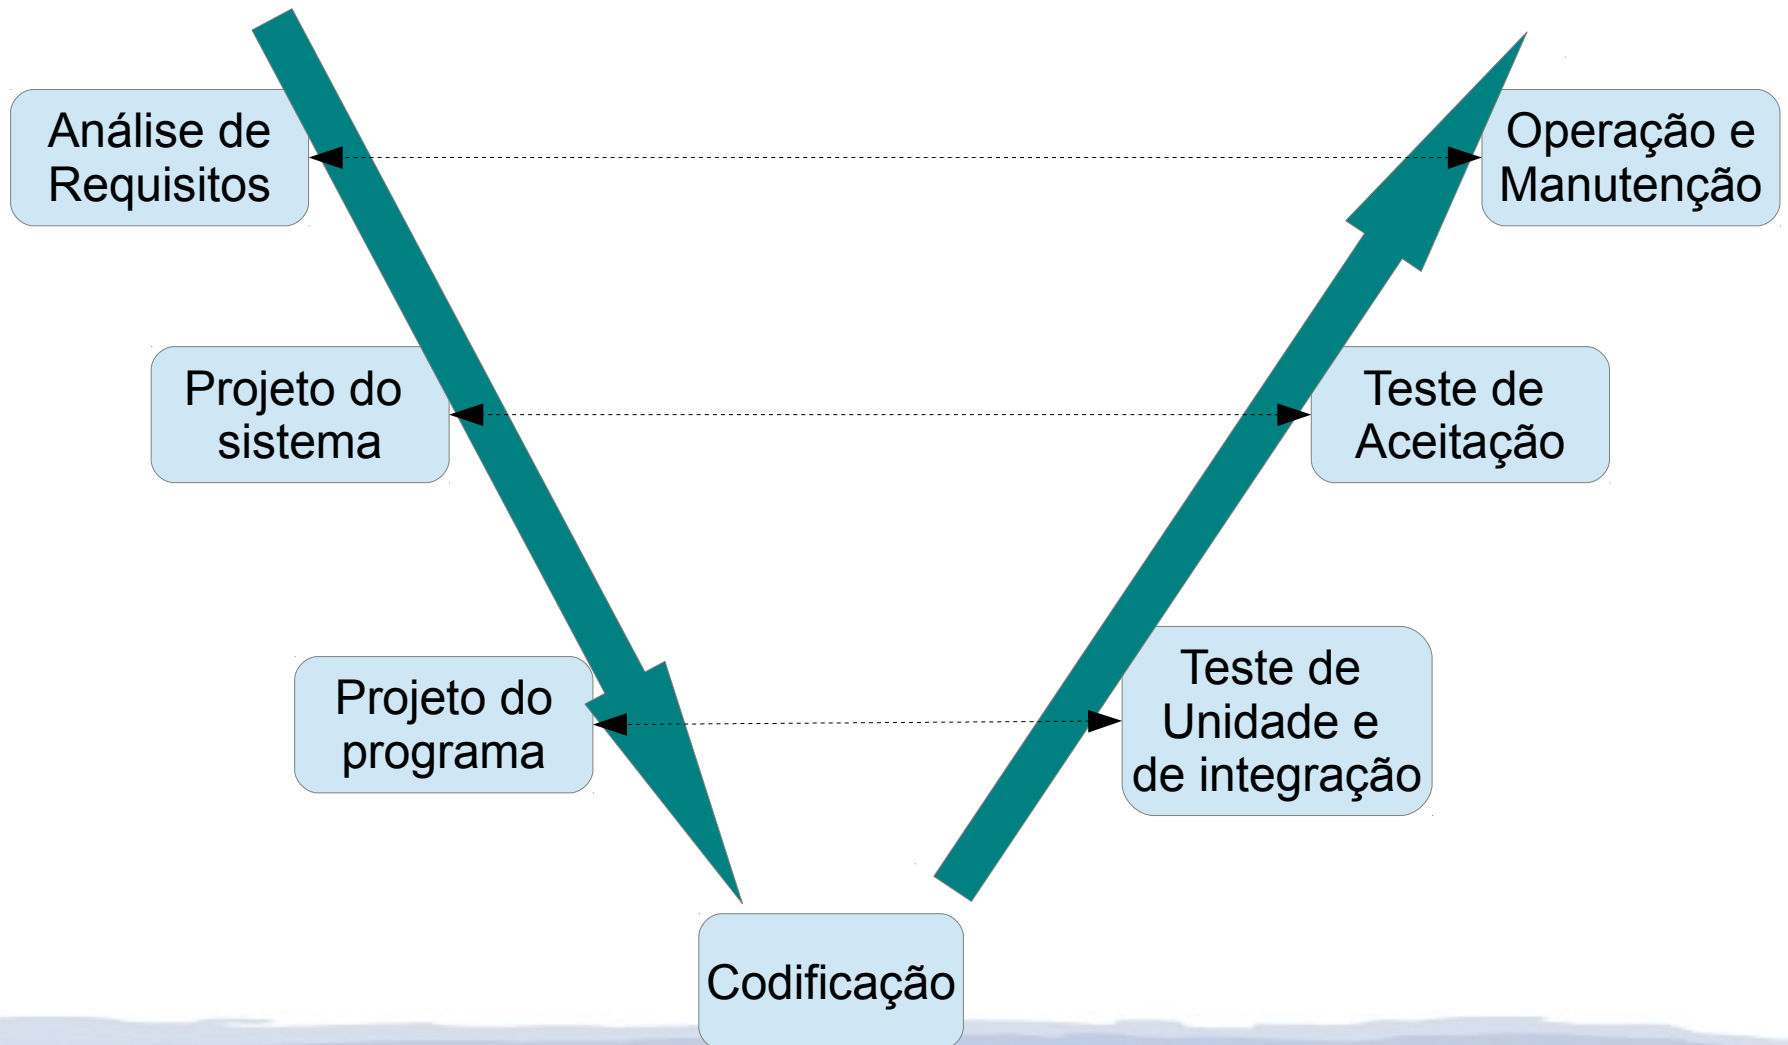 Análise de
Requisitos
Operação e
Manutenção
Projeto do
sistema
Teste de
Aceitação
Projeto do
programa
Teste de
Unidade e
de integração
Codificação